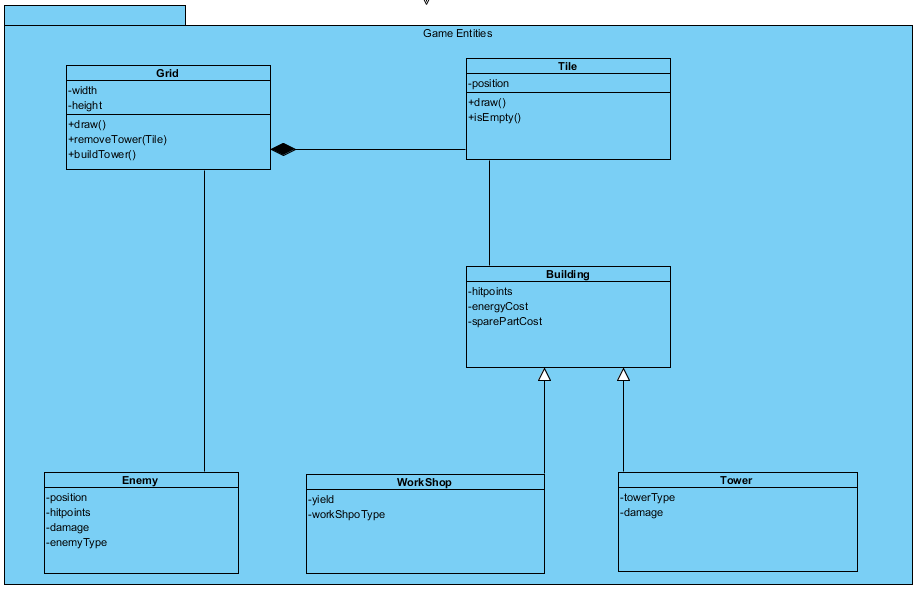 Game Entities
Grid
-width
-height
+draw()
+removeTower(Tile)
+buildTower()
Tile
-position
+draw()
+isEmpty()
Building
-hitpoints
-energyCost
-sparePartCost
Enemy
-position
-hitpoints
-damage
-enemyType
WorkShop
-yield
-workShpoType
Tower
-towerType
-damage